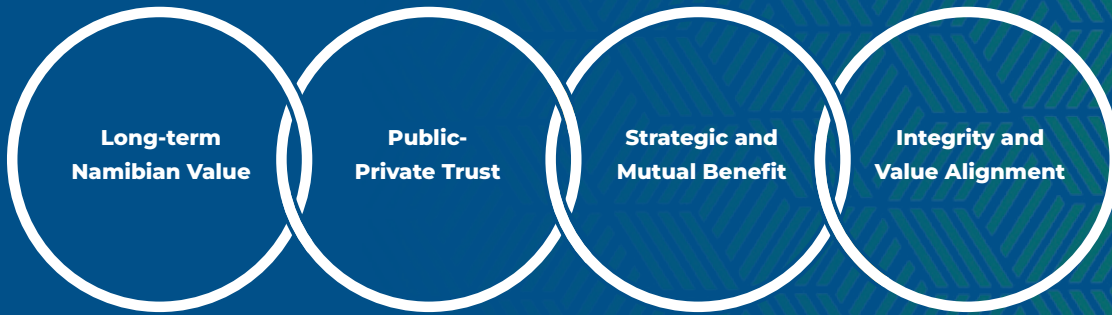 Long-term
Namibian Value
Public-
Private Trust
Strategic and
Mutual Benefit
Integrity and
Value Alignment